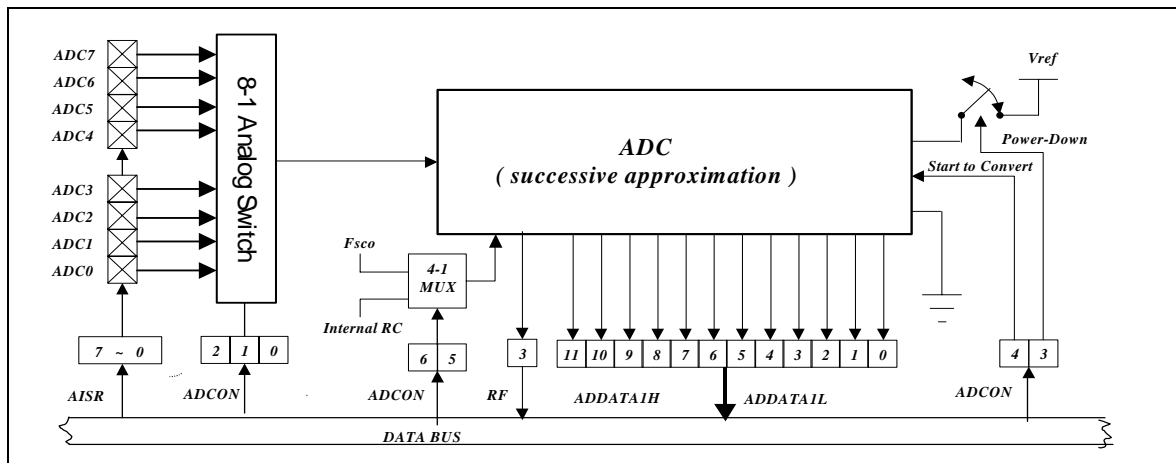 ADC7
ADC6
ADC5
ADC4
ADC3
ADC2
ADC1
ADC0
8-1 Analog Switch
ADC
( successive approximation )
Vref
Power-Down
Start to Convert
Fsco
4-1
MUX
Internal RC
7 ~ 0
2 1 0
6 5
3
11 10 9 8 7 6 5 4 3 2 1 0
4 3
AISR
ADCON
ADCON
RF
ADDATA1H
ADDATA1L
ADCON
DATA BUS